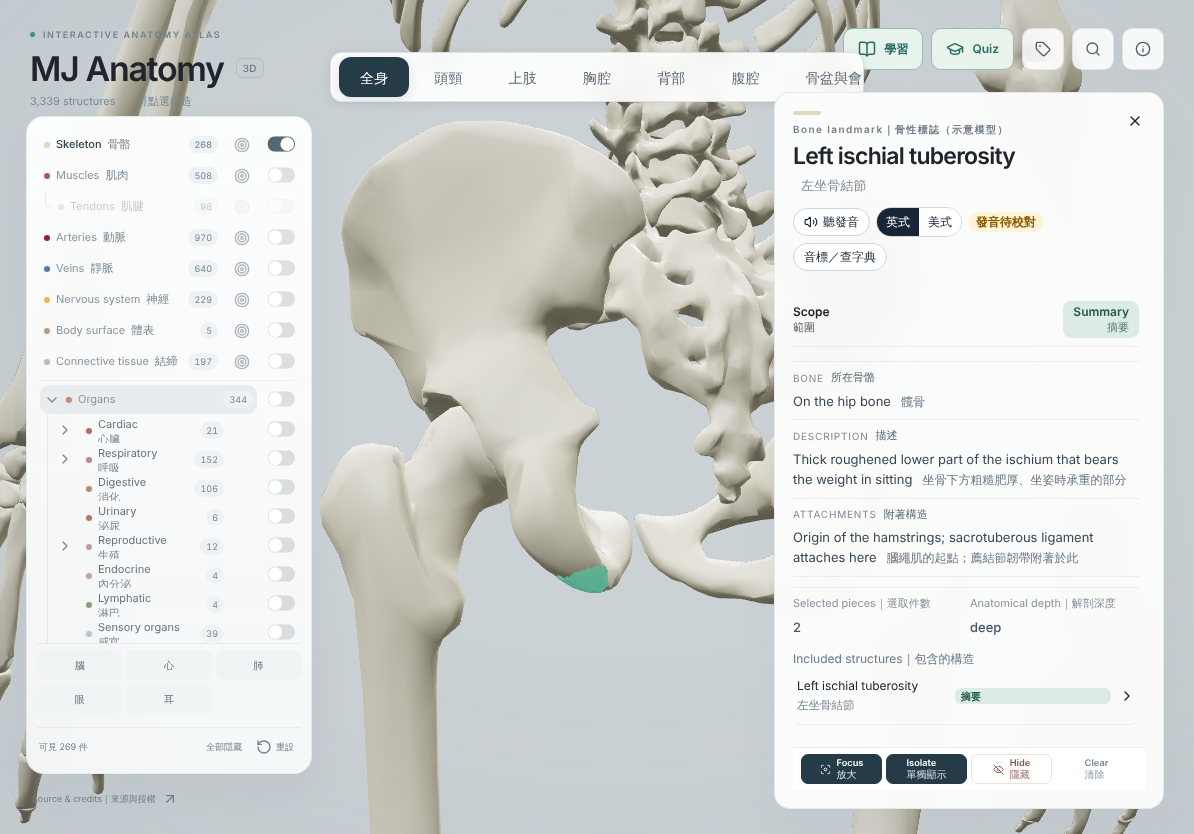 INTERACTIVE ANATOMY ATLAS
MJ Anatomy 3D
3,339 structures
學習
Quiz
全身
頭頸
上肢
胸腔
背部
腹腔
骨盆與會
Skeleton 骨骼 268
Muscles 肌肉 508
Tendons 肌腱 98
Arteries 動脈 970
Veins 靜脈 640
Nervous system 神經 229
Body surface 體表 5
Connective tissue 結締 197
Organs 344
Cardiac 21
心臟
Respiratory 152
呼吸
Digestive 106
消化
Urinary 6
泌尿
Reproductive 12
生殖
Endocrine 4
內分泌
Lymphatic 4
淋巴
Sensory organs 39
感官
腦
心
肺
眼
耳
可見 269 件
全部隱藏
重設
Source & credits｜來源與授權
Bone landmark｜骨性標誌（示意模型）
Left ischial tuberosity
左坐骨結節
聽發音
英式
美式
發音待校對
音標／查字典
Scope
範圍
Summary
摘要
BONE 所在骨骼
On the hip bone 髖骨
DESCRIPTION 描述
Thick roughened lower part of the ischium that bears
the weight in sitting 坐骨下方粗糙肥厚、坐姿時承重的部分
ATTACHMENTS 附著構造
Origin of the hamstrings; sacrotuberous ligament
attaches here 膕繩肌的起點；薦結節韌帶附著於此
Selected pieces｜選取件數
2
Anatomical depth｜解剖深度
deep
Included structures｜包含的構造
Left ischial tuberosity
左坐骨結節
摘要
Focus
放大
Isolate
單獨顯示
Hide
隱藏
Clear
清除